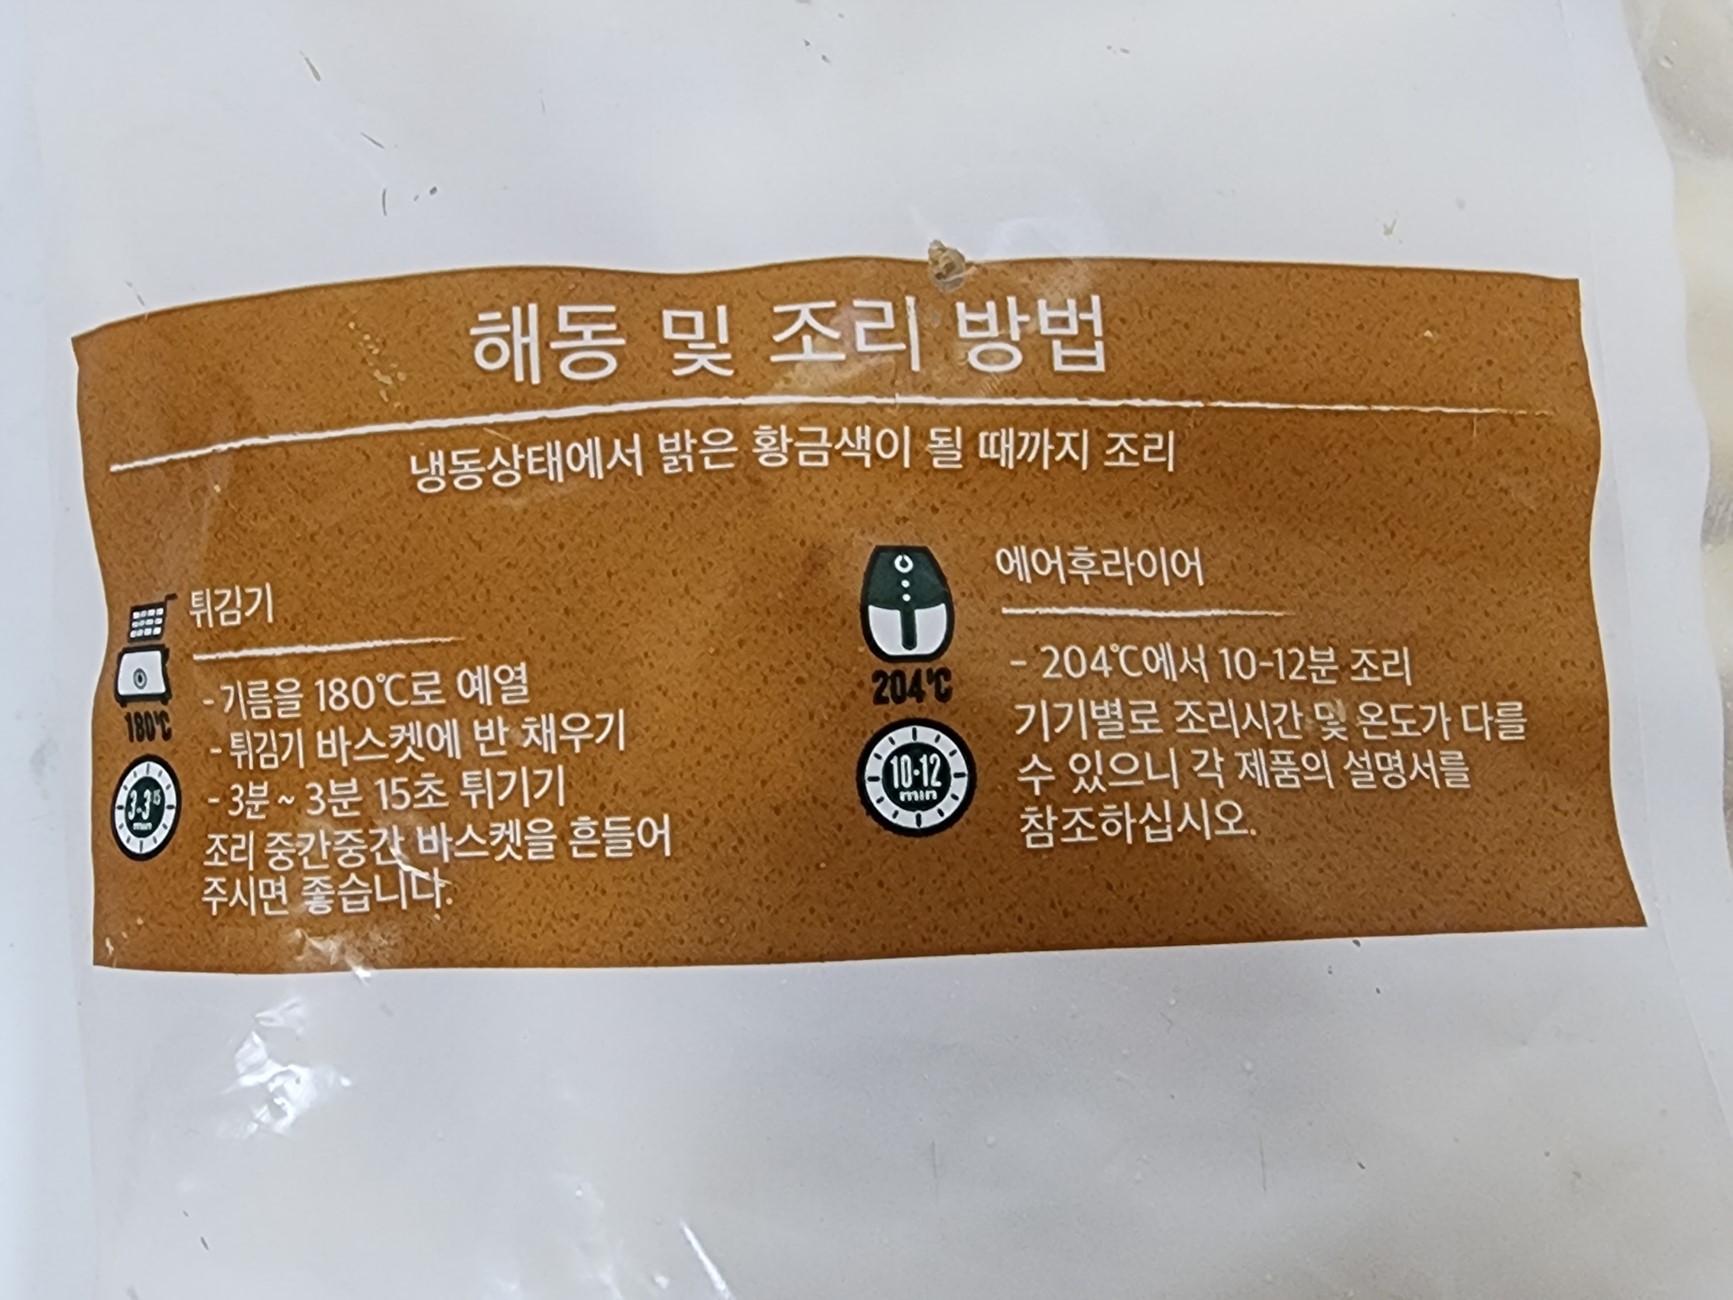 해동 및 조리 방법
냉동상태에서 밝은 황금색이 될 때까지 조리
튀김기
180℃
3-3¹⁵
min
- 기름을 180℃로 예열
- 튀김기 바스켓에 반 채우기
- 3분 ~ 3분 15초 튀기기
조리 중간중간 바스켓을 흔들어
주시면 좋습니다.
에어후라이어
204℃
10-12
min
- 204℃에서 10-12분 조리
기기별로 조리시간 및 온도가 다를
수 있으니 각 제품의 설명서를
참조하십시오.